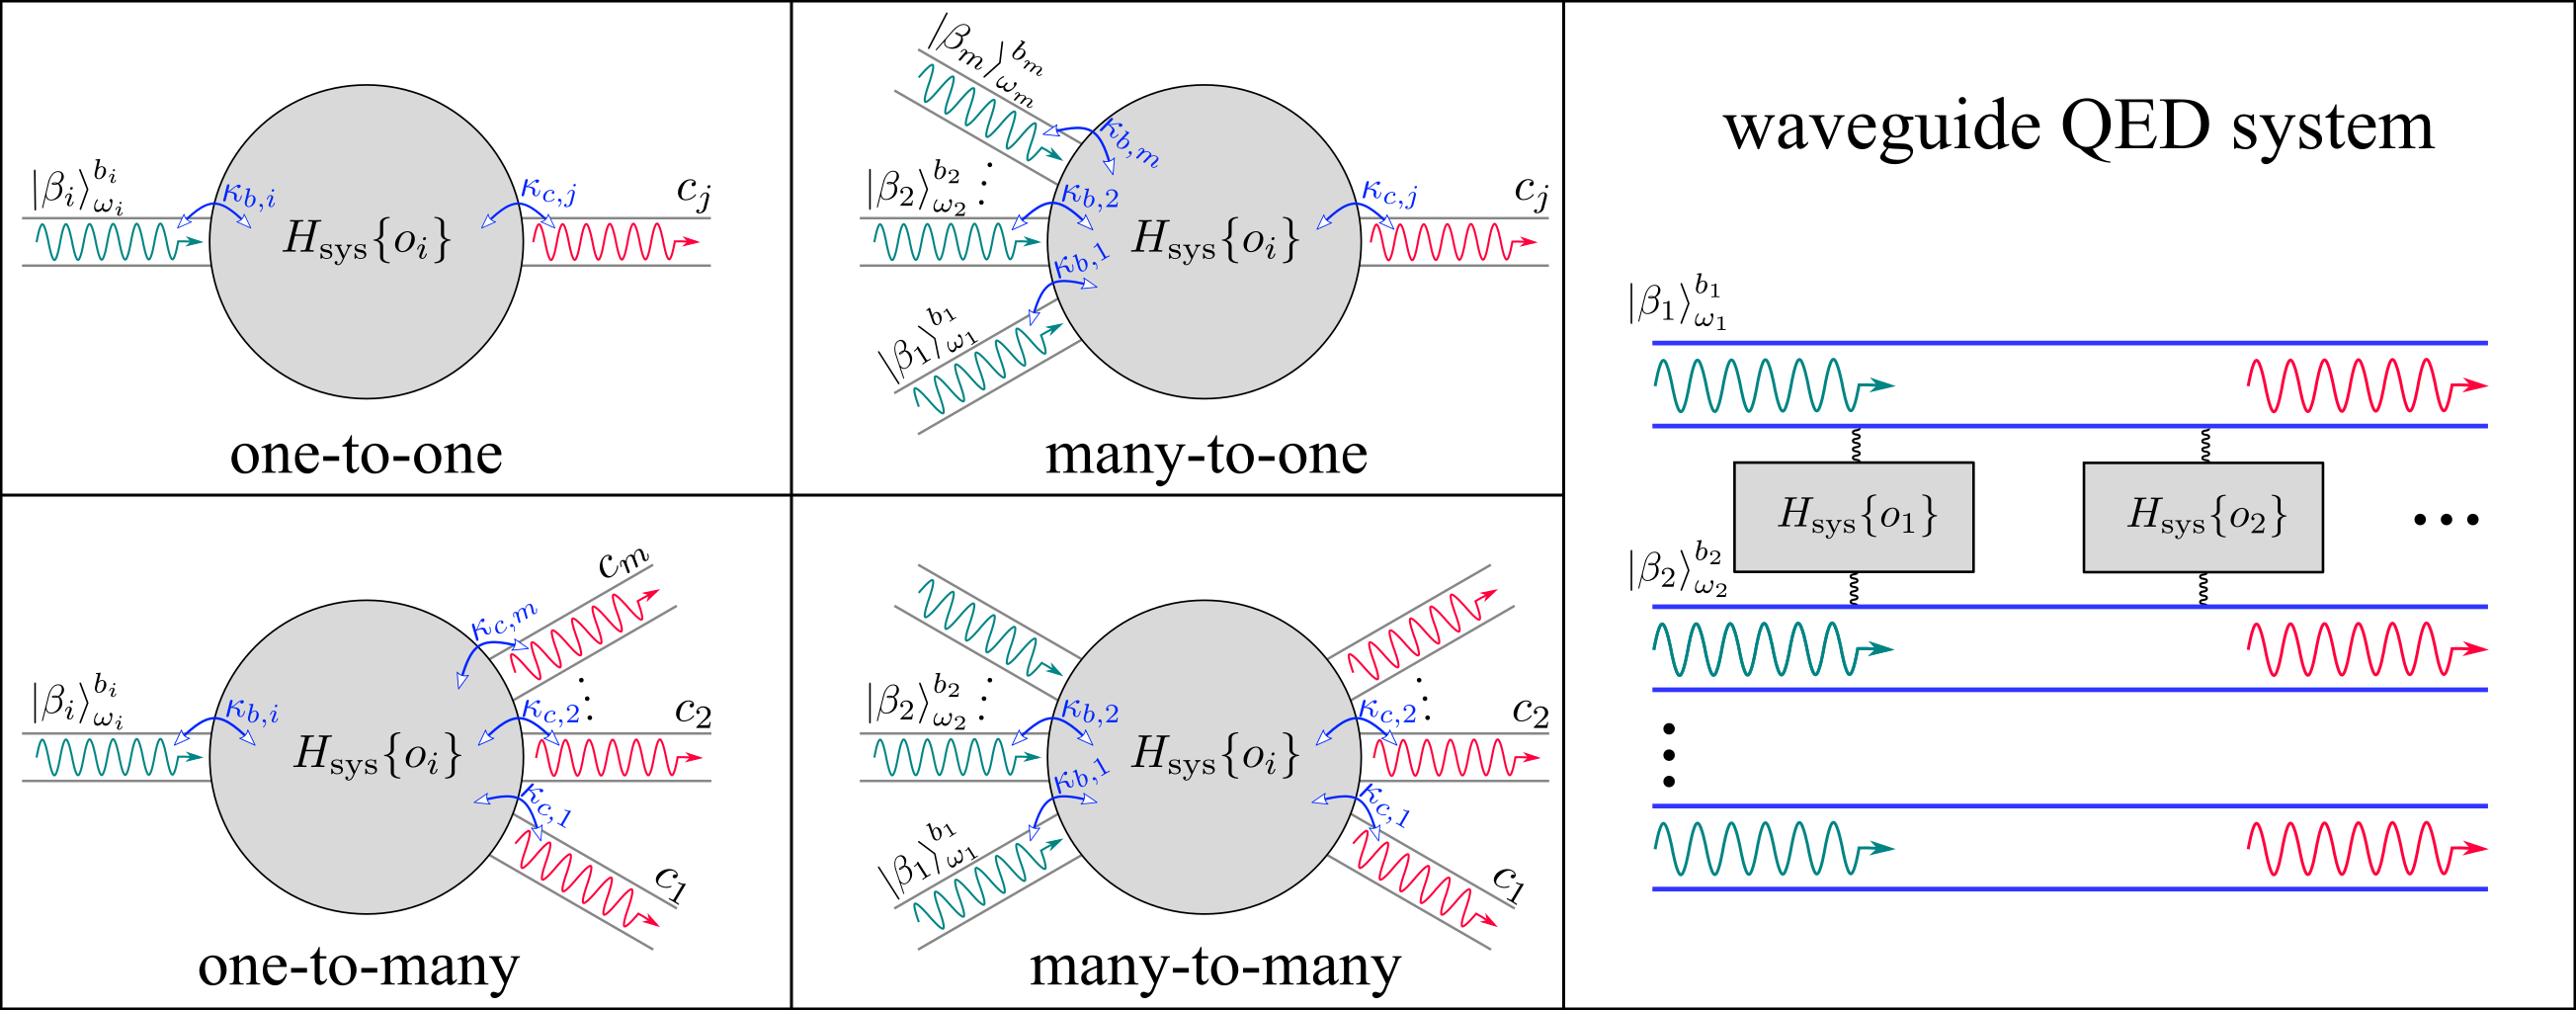 |β_i⟩^{b_i}_{ω_i} κ_{b,i} H_sys{o_i} κ_{c,j} c_j
one-to-one
|β_m⟩^{b_m}_{ω_m} κ_{b,m}
|β_2⟩^{b_2}_{ω_2} ⋮ κ_{b,2} H_sys{o_i} κ_{c,j} c_j
|β_1⟩^{b_1}_{ω_1} κ_{b,1}
many-to-one
c_m
κ_{c,m}
|β_i⟩^{b_i}_{ω_i} κ_{b,i} H_sys{o_i} κ_{c,2} ⋮ c_2
κ_{c,1} c_1
one-to-many
|β_2⟩^{b_2}_{ω_2} ⋮ κ_{b,2} H_sys{o_i} κ_{c,2} ⋮ c_2
|β_1⟩^{b_1}_{ω_1} κ_{b,1} κ_{c,1} c_1
many-to-many
waveguide QED system
|β_1⟩^{b_1}_{ω_1}
H_sys{o_1} H_sys{o_2} ⋯
|β_2⟩^{b_2}_{ω_2}
⋮